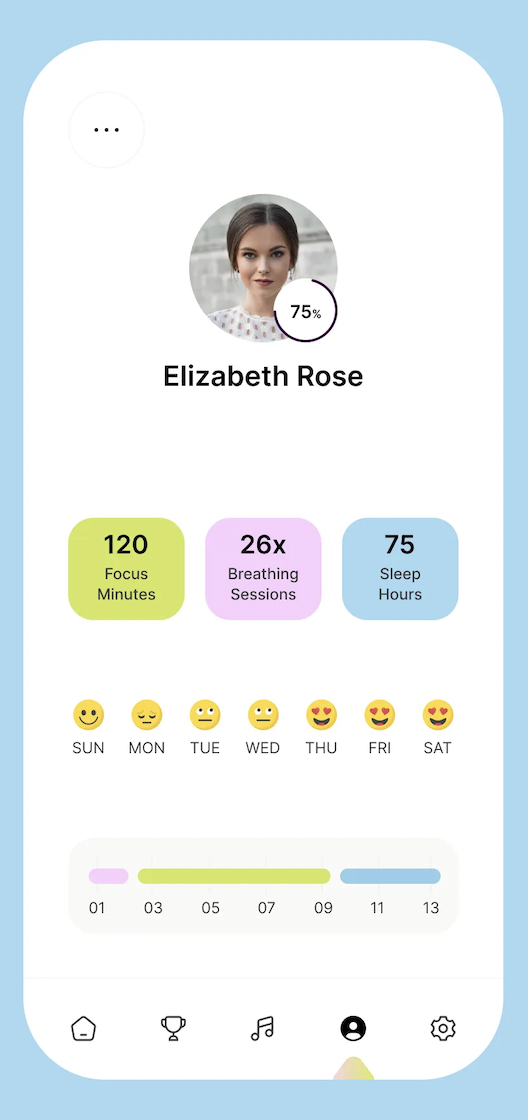 75%
Elizabeth Rose
120
Focus
Minutes
26x
Breathing
Sessions
75
Sleep
Hours
SUN MON TUE WED THU FRI SAT
01 03 05 07 09 11 13